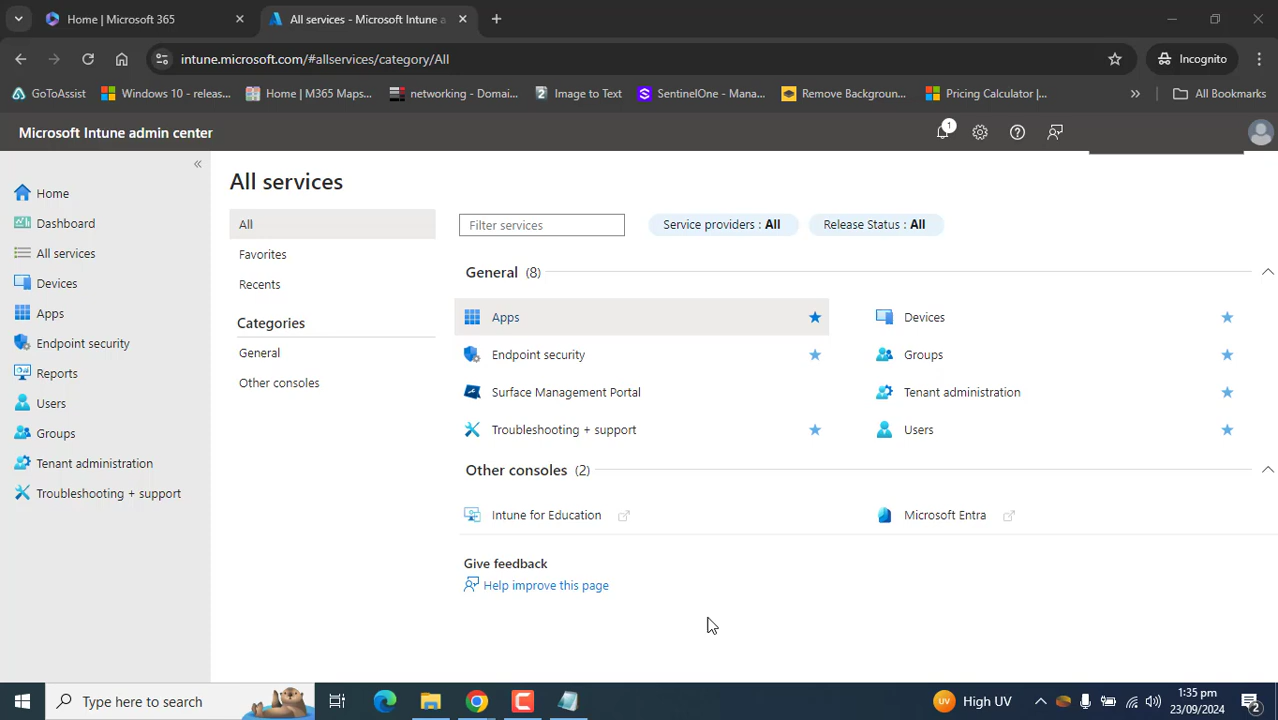 Home | Microsoft 365
All services - Microsoft Intune a
intune.microsoft.com/#allservices/category/All
Incognito
GoToAssist
Windows 10 - releas...
Home | M365 Maps...
networking - Domai...
Image to Text
SentinelOne - Mana...
Remove Backgroun...
Pricing Calculator |...
All Bookmarks
Microsoft Intune admin center
1
Home
Dashboard
All services
Devices
Apps
Endpoint security
Reports
Users
Groups
Tenant administration
Troubleshooting + support
All services
All
Favorites
Recents
Categories
General
Other consoles
Filter services
Service providers : All
Release Status : All
General (8)
Apps
Devices
Endpoint security
Groups
Surface Management Portal
Tenant administration
Troubleshooting + support
Users
Other consoles (2)
Intune for Education
Microsoft Entra
Give feedback
Help improve this page
Type here to search
UV
High UV
1:35 pm
23/09/2024
2